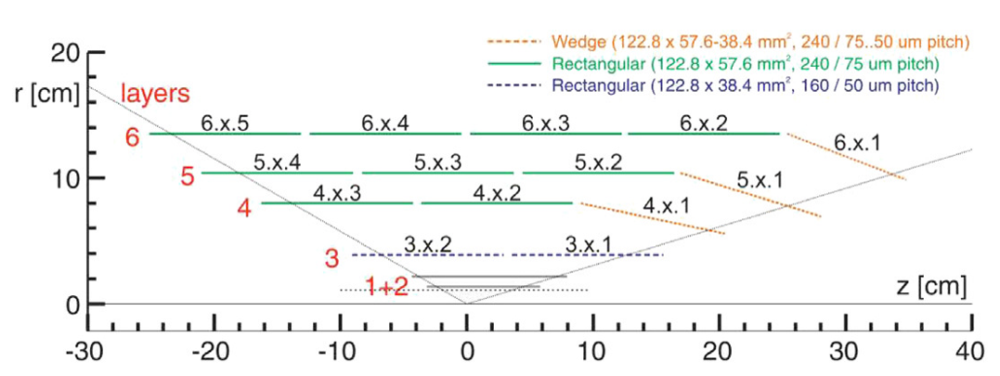 Wedge (122.8 x 57.6-38.4 mm², 240 / 75..50 um pitch)
Rectangular (122.8 x 57.6 mm², 240 / 75 um pitch)
Rectangular (122.8 x 38.4 mm², 160 / 50 um pitch)
20
r [cm]
layers
6 6.x.5 6.x.4 6.x.3 6.x.2 6.x.1
10
5 5.x.4 5.x.3 5.x.2 5.x.1
4 4.x.3 4.x.2 4.x.1
3 3.x.2 3.x.1
1+2
0 z [cm]
-30 -20 -10 0 10 20 30 40